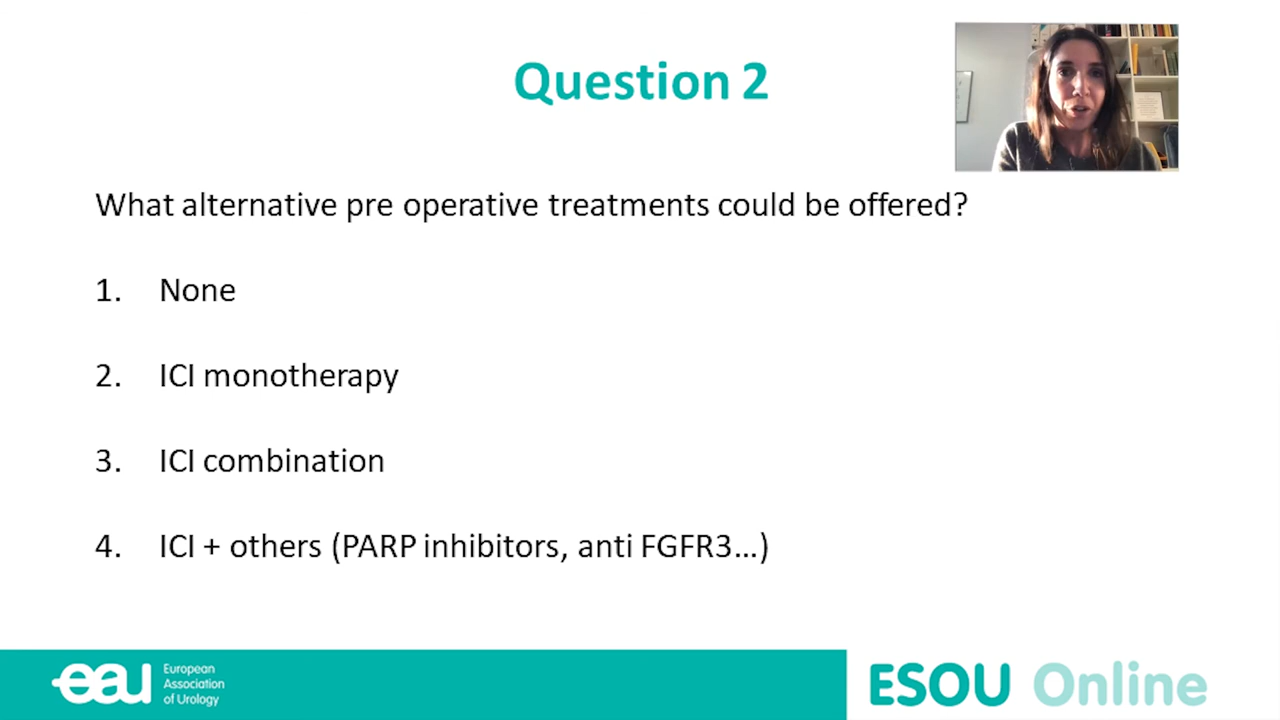 Question 2
What alternative pre operative treatments could be offered?
1. None
2. ICI monotherapy
3. ICI combination
4. ICI + others (PARP inhibitors, anti FGFR3...)
eau
European
Association
of Urology
ESOU Online